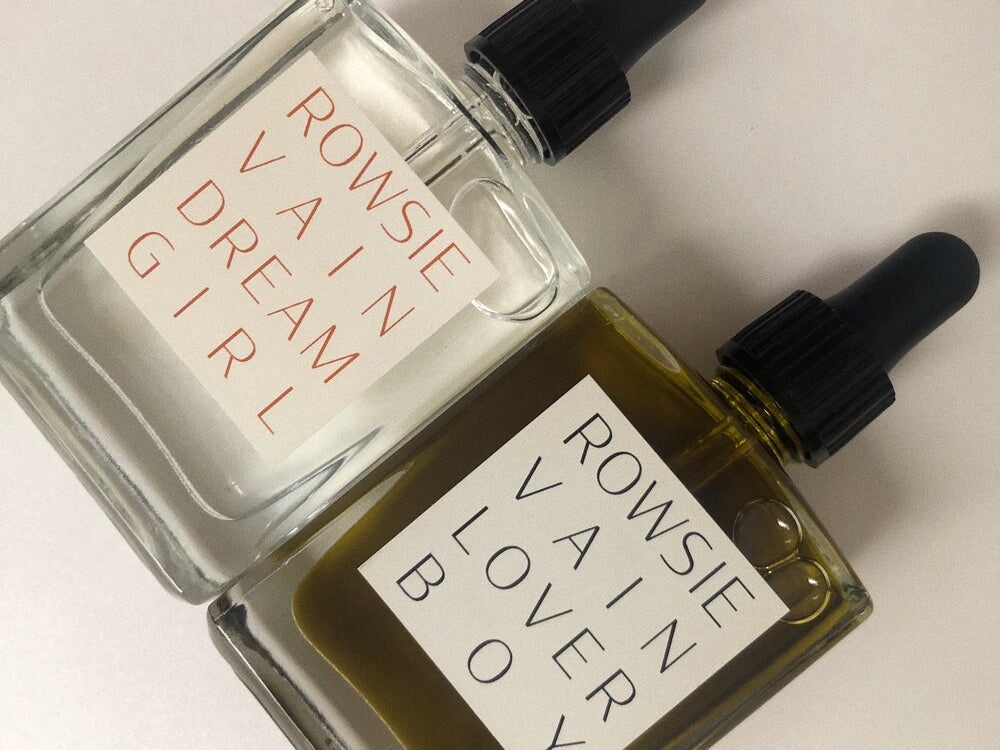 ROWSIE
VAIN
DREAM
GIRL
ROWSIE
VAIN
LOVER
BOY